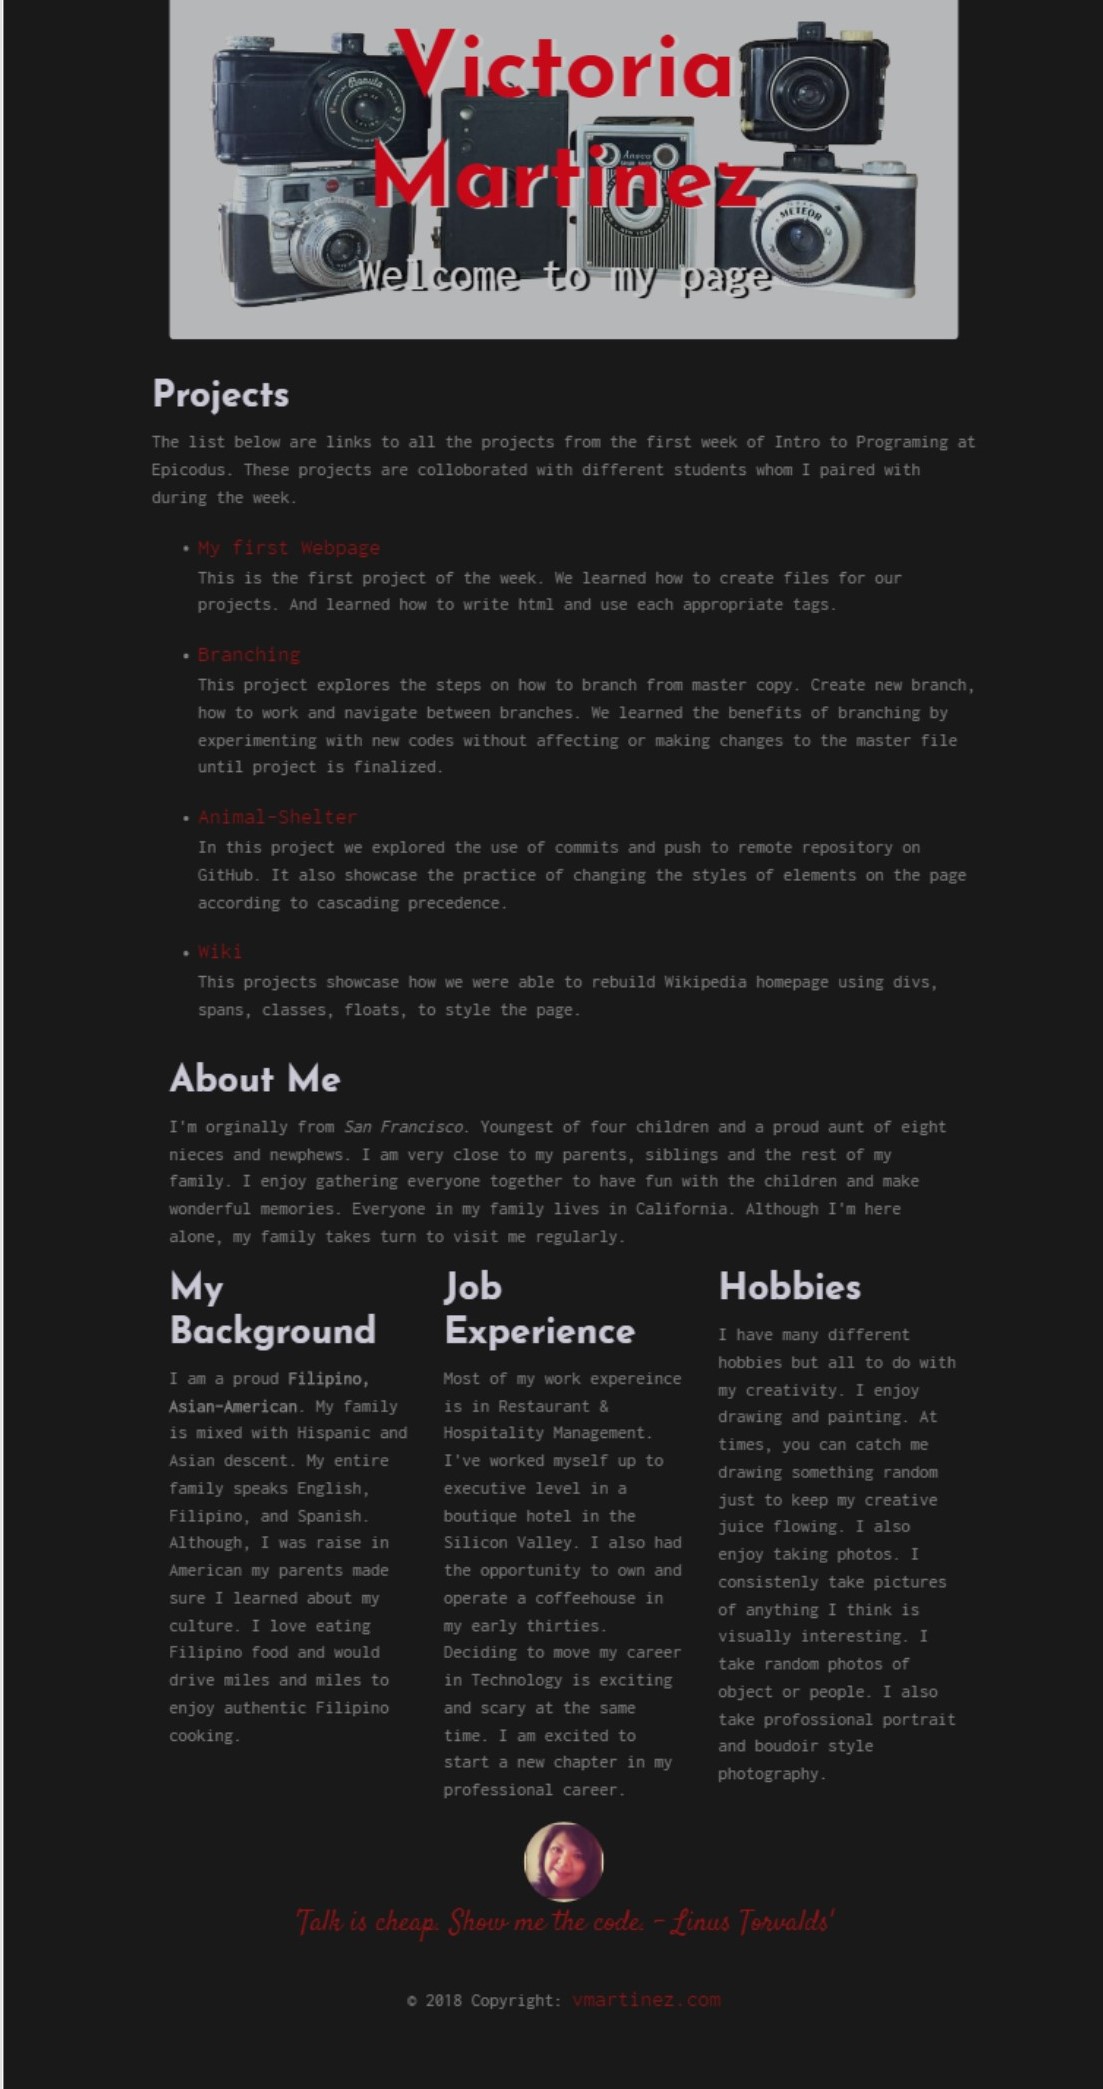 Victoria
Martinez
Welcome to my page
Projects
The list below are links to all the projects from the first week of Intro to Programing at
Epicodus. These projects are colloborated with different students whom I paired with
during the week.
• My first Webpage
This is the first project of the week. We learned how to create files for our
projects. And learned how to write html and use each appropriate tags.
• Branching
This project explores the steps on how to branch from master copy. Create new branch,
how to work and navigate between branches. We learned the benefits of branching by
experimenting with new codes without affecting or making changes to the master file
until project is finalized.
• Animal-Shelter
In this project we explored the use of commits and push to remote repository on
GitHub. It also showcase the practice of changing the styles of elements on the page
according to cascading precedence.
• Wiki
This projects showcase how we were able to rebuild Wikipedia homepage using divs,
spans, classes, floats, to style the page.
About Me
I'm orginally from San Francisco. Youngest of four children and a proud aunt of eight
nieces and newphews. I am very close to my parents, siblings and the rest of my
family. I enjoy gathering everyone together to have fun with the children and make
wonderful memories. Everyone in my family lives in California. Although I'm here
alone, my family takes turn to visit me regularly.
My
Background
I am a proud Filipino,
Asian-American. My family
is mixed with Hispanic and
Asian descent. My entire
family speaks English,
Filipino, and Spanish.
Although, I was raise in
American my parents made
sure I learned about my
culture. I love eating
Filipino food and would
drive miles and miles to
enjoy authentic Filipino
cooking.
Job
Experience
Most of my work expereince
is in Restaurant &
Hospitality Management.
I've worked myself up to
executive level in a
boutique hotel in the
Silicon Valley. I also had
the opportunity to own and
operate a coffeehouse in
my early thirties.
Deciding to move my career
in Technology is exciting
and scary at the same
time. I am excited to
start a new chapter in my
professional career.
Hobbies
I have many different
hobbies but all to do with
my creativity. I enjoy
drawing and painting. At
times, you can catch me
drawing something random
just to keep my creative
juice flowing. I also
enjoy taking photos. I
consistenly take pictures
of anything I think is
visually interesting. I
take random photos of
object or people. I also
take profossional portrait
and boudoir style
photography.
'Talk is cheap. Show me the code. - Linus Torvalds'
© 2018 Copyright: vmartinez.com